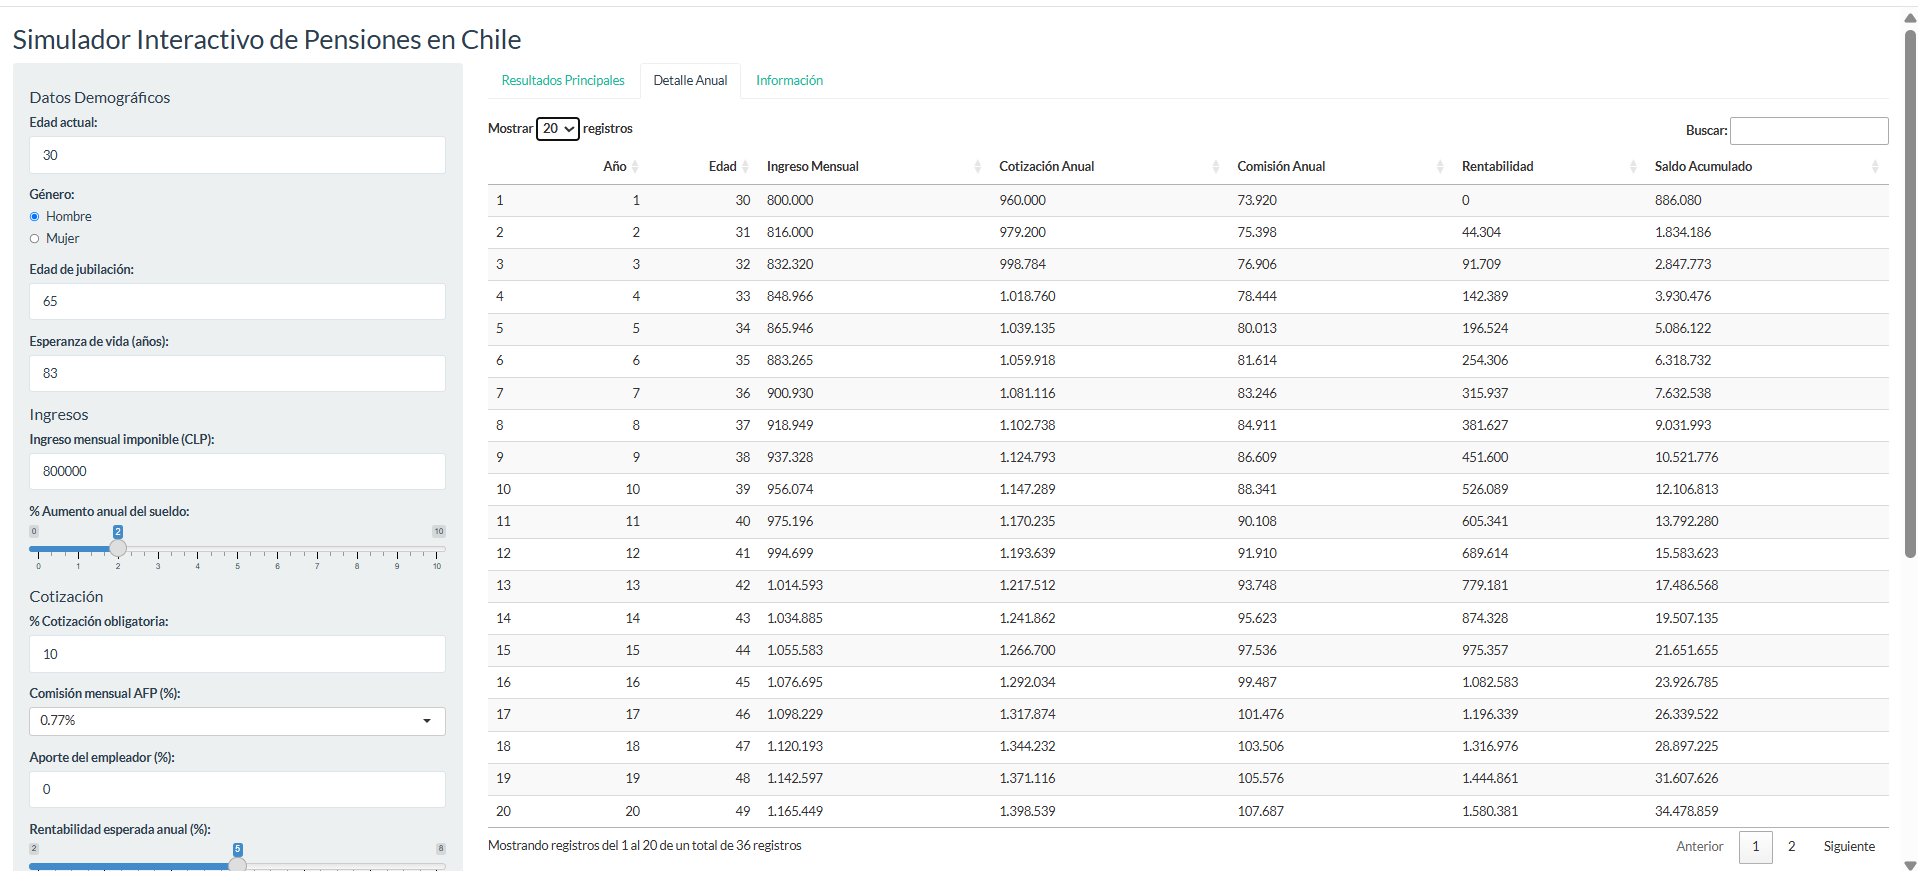 Simulador Interactivo de Pensiones en Chile
Datos Demográficos
Edad actual:
30
Género:
Hombre
Mujer
Edad de jubilación:
65
Esperanza de vida (años):
83
Ingresos
Ingreso mensual imponible (CLP):
800000
% Aumento anual del sueldo:
0 2 10
0 1 2 3 4 5 6 7 8 9 10
Cotización
% Cotización obligatoria:
10
Comisión mensual AFP (%):
0.77%
Aporte del empleador (%):
0
Rentabilidad esperada anual (%):
2 5 8
Resultados Principales Detalle Anual Información
Mostrar 20 registros Buscar:
Año Edad Ingreso Mensual Cotización Anual Comisión Anual Rentabilidad Saldo Acumulado
1 1 30 800.000 960.000 73.920 0 886.080
2 2 31 816.000 979.200 75.398 44.304 1.834.186
3 3 32 832.320 998.784 76.906 91.709 2.847.773
4 4 33 848.966 1.018.760 78.444 142.389 3.930.476
5 5 34 865.946 1.039.135 80.013 196.524 5.086.122
6 6 35 883.265 1.059.918 81.614 254.306 6.318.732
7 7 36 900.930 1.081.116 83.246 315.937 7.632.538
8 8 37 918.949 1.102.738 84.911 381.627 9.031.993
9 9 38 937.328 1.124.793 86.609 451.600 10.521.776
10 10 39 956.074 1.147.289 88.341 526.089 12.106.813
11 11 40 975.196 1.170.235 90.108 605.341 13.792.280
12 12 41 994.699 1.193.639 91.910 689.614 15.583.623
13 13 42 1.014.593 1.217.512 93.748 779.181 17.486.568
14 14 43 1.034.885 1.241.862 95.623 874.328 19.507.135
15 15 44 1.055.583 1.266.700 97.536 975.357 21.651.655
16 16 45 1.076.695 1.292.034 99.487 1.082.583 23.926.785
17 17 46 1.098.229 1.317.874 101.476 1.196.339 26.339.522
18 18 47 1.120.193 1.344.232 103.506 1.316.976 28.897.225
19 19 48 1.142.597 1.371.116 105.576 1.444.861 31.607.626
20 20 49 1.165.449 1.398.539 107.687 1.580.381 34.478.859
Mostrando registros del 1 al 20 de un total de 36 registros
Anterior 1 2 Siguiente